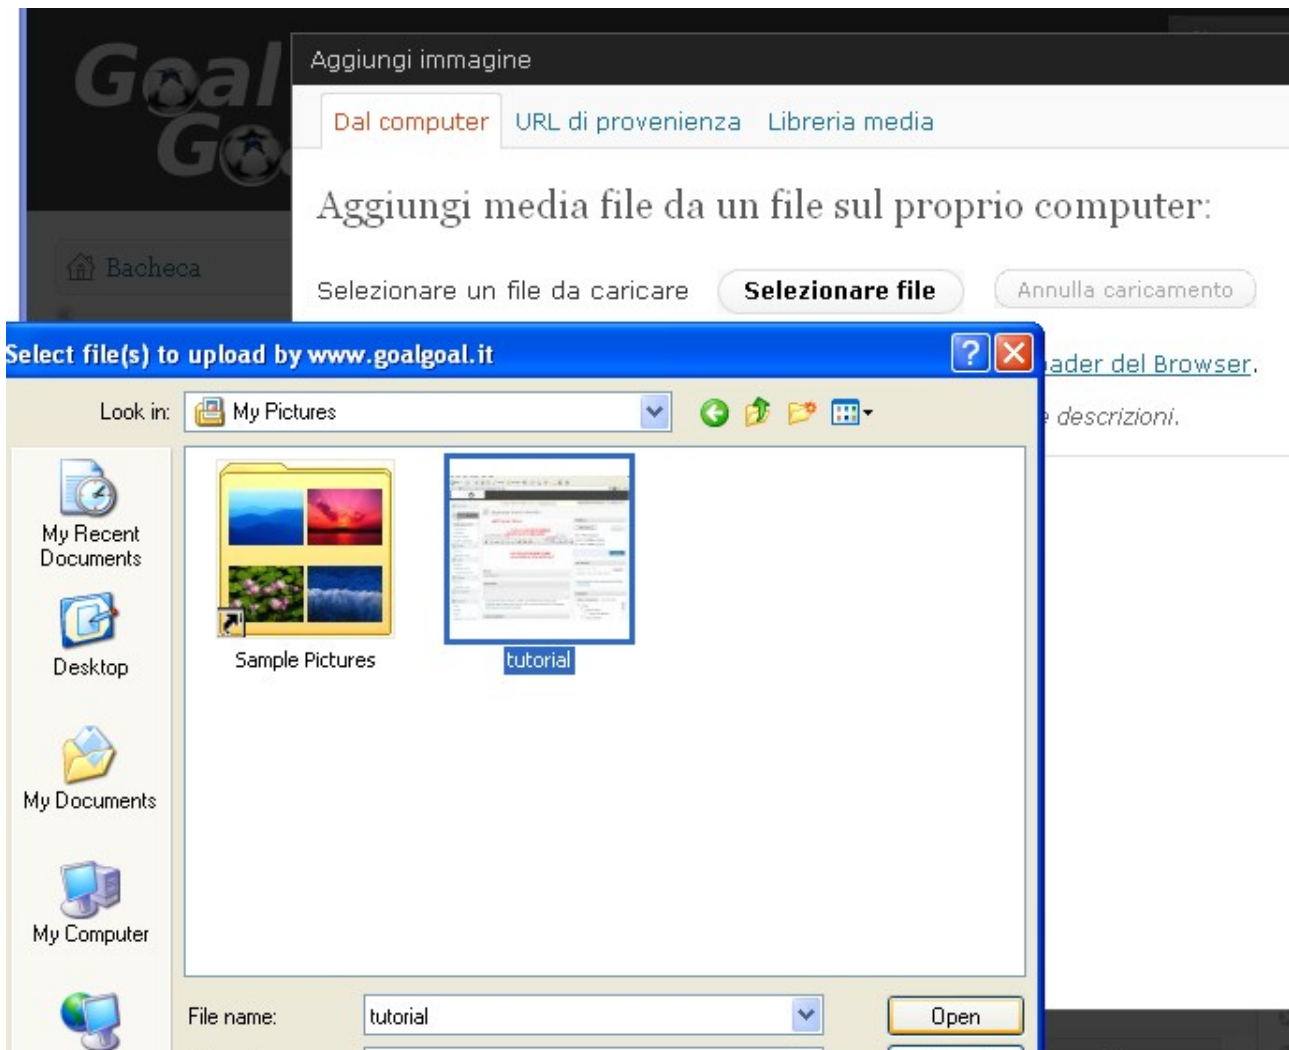 Goal
Goa
Aggiungi immagine
Dal computer URL di provenienza Libreria media
Aggiungi media file da un file sul proprio computer:
Bacheca
Selezionare un file da caricare Selezionare file Annulla caricamento
Select file(s) to upload by www.goalgoal.it
ader del Browser.
Look in: My Pictures
descrizioni.
My Recent
Documents
Desktop
Sample Pictures tutorial
My Documents
My Computer
File name: tutorial Open